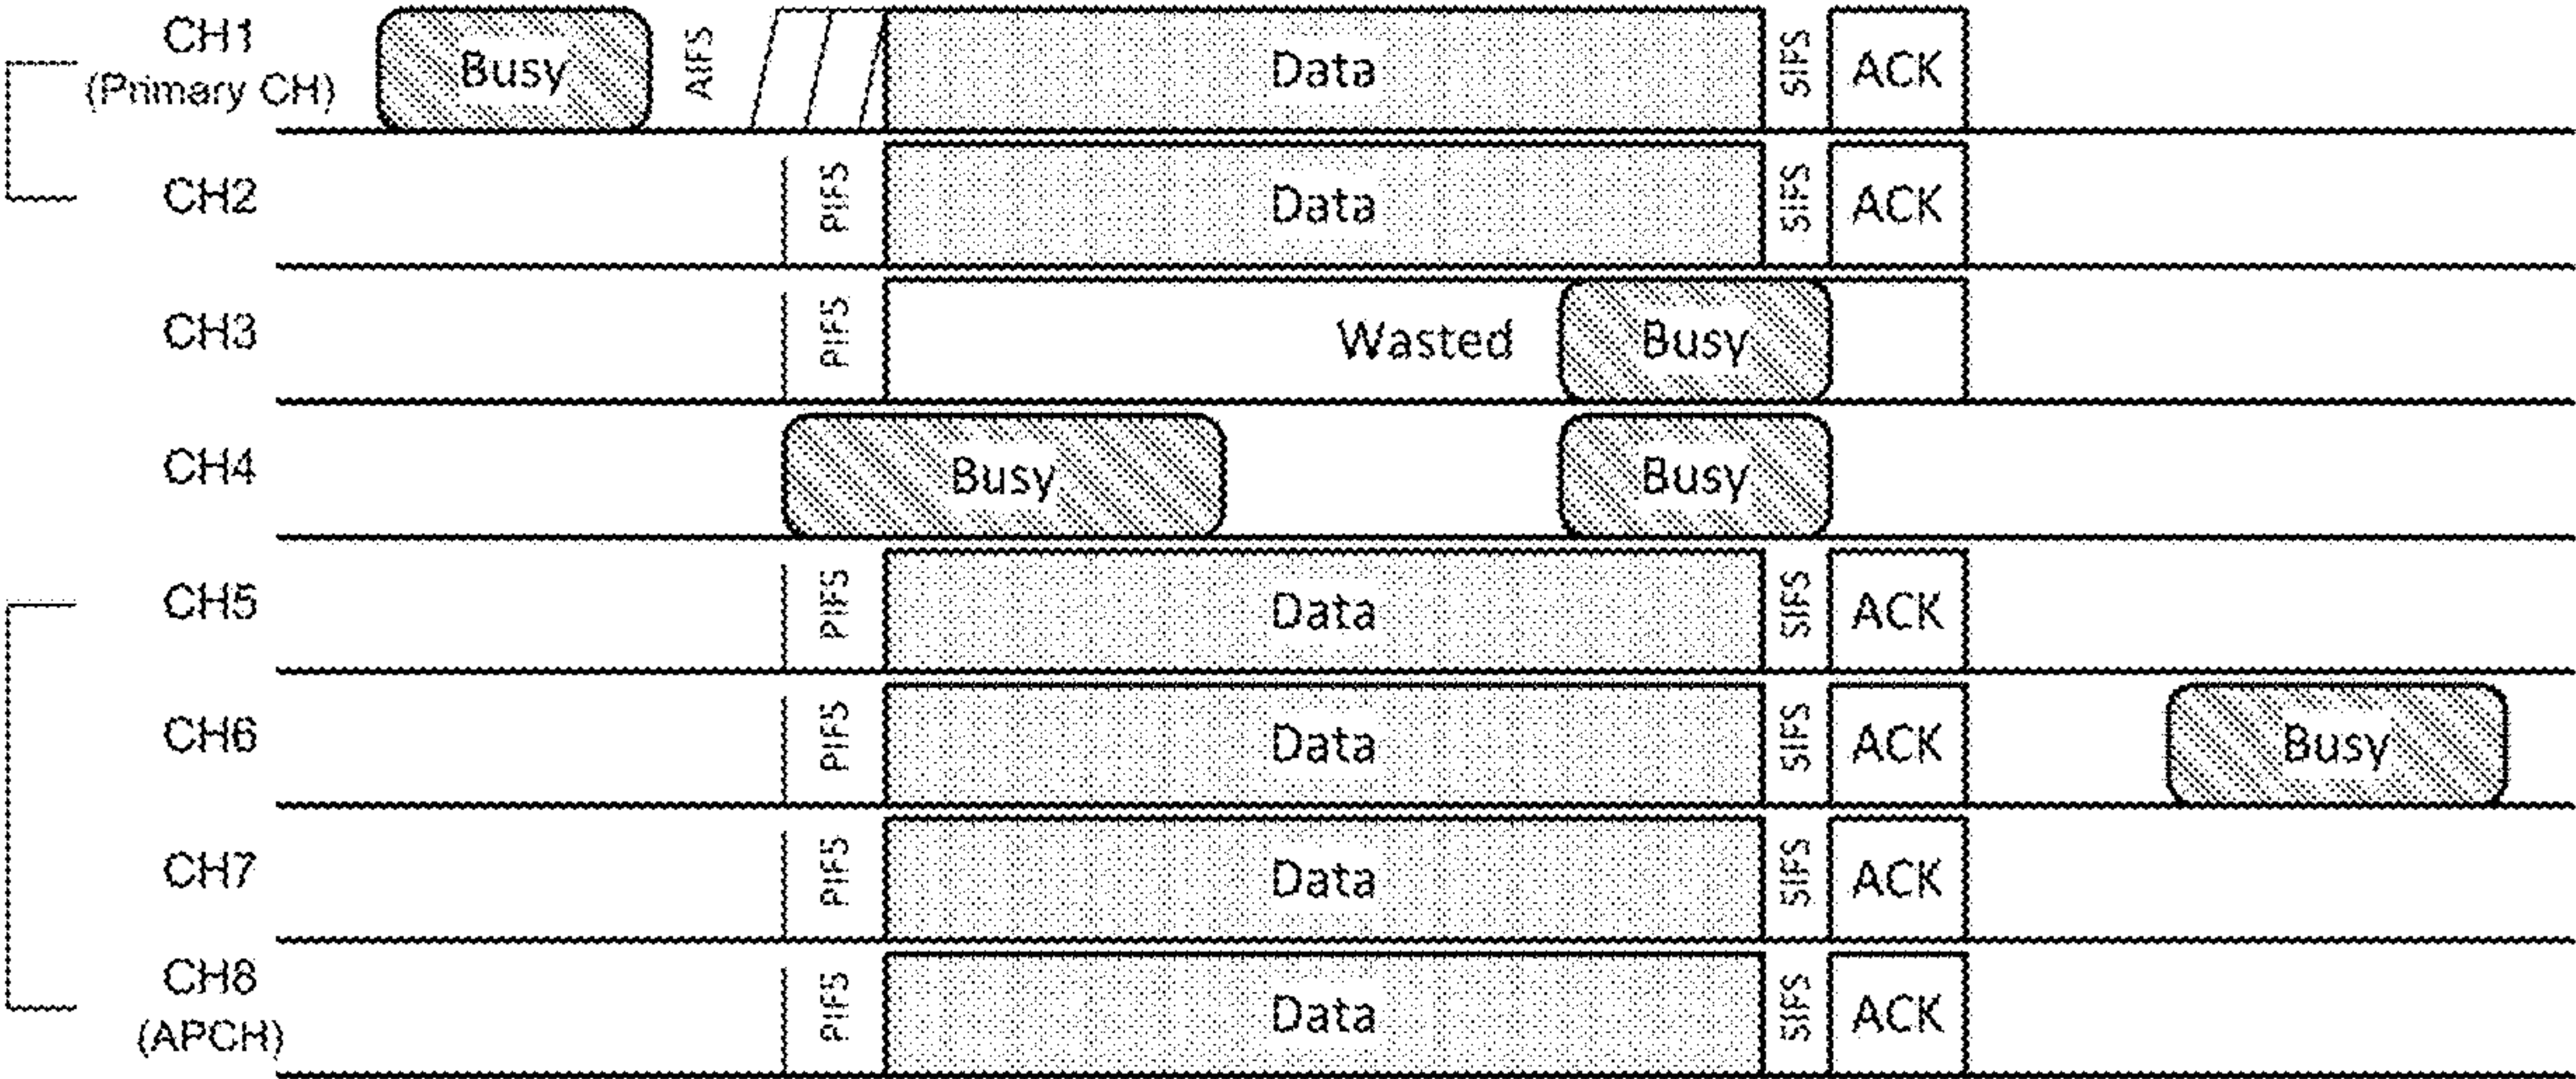 CH1
(Primary CH)
Busy
AIFS
Data
SIFS
ACK
CH2
PIFS
Data
SIFS
ACK
CH3
PIFS
Wasted
Busy
CH4
Busy
Busy
CH5
PIFS
Data
SIFS
ACK
CH6
PIFS
Data
SIFS
ACK
Busy
CH7
PIFS
Data
SIFS
ACK
CH8
(APCH)
PIFS
Data
SIFS
ACK